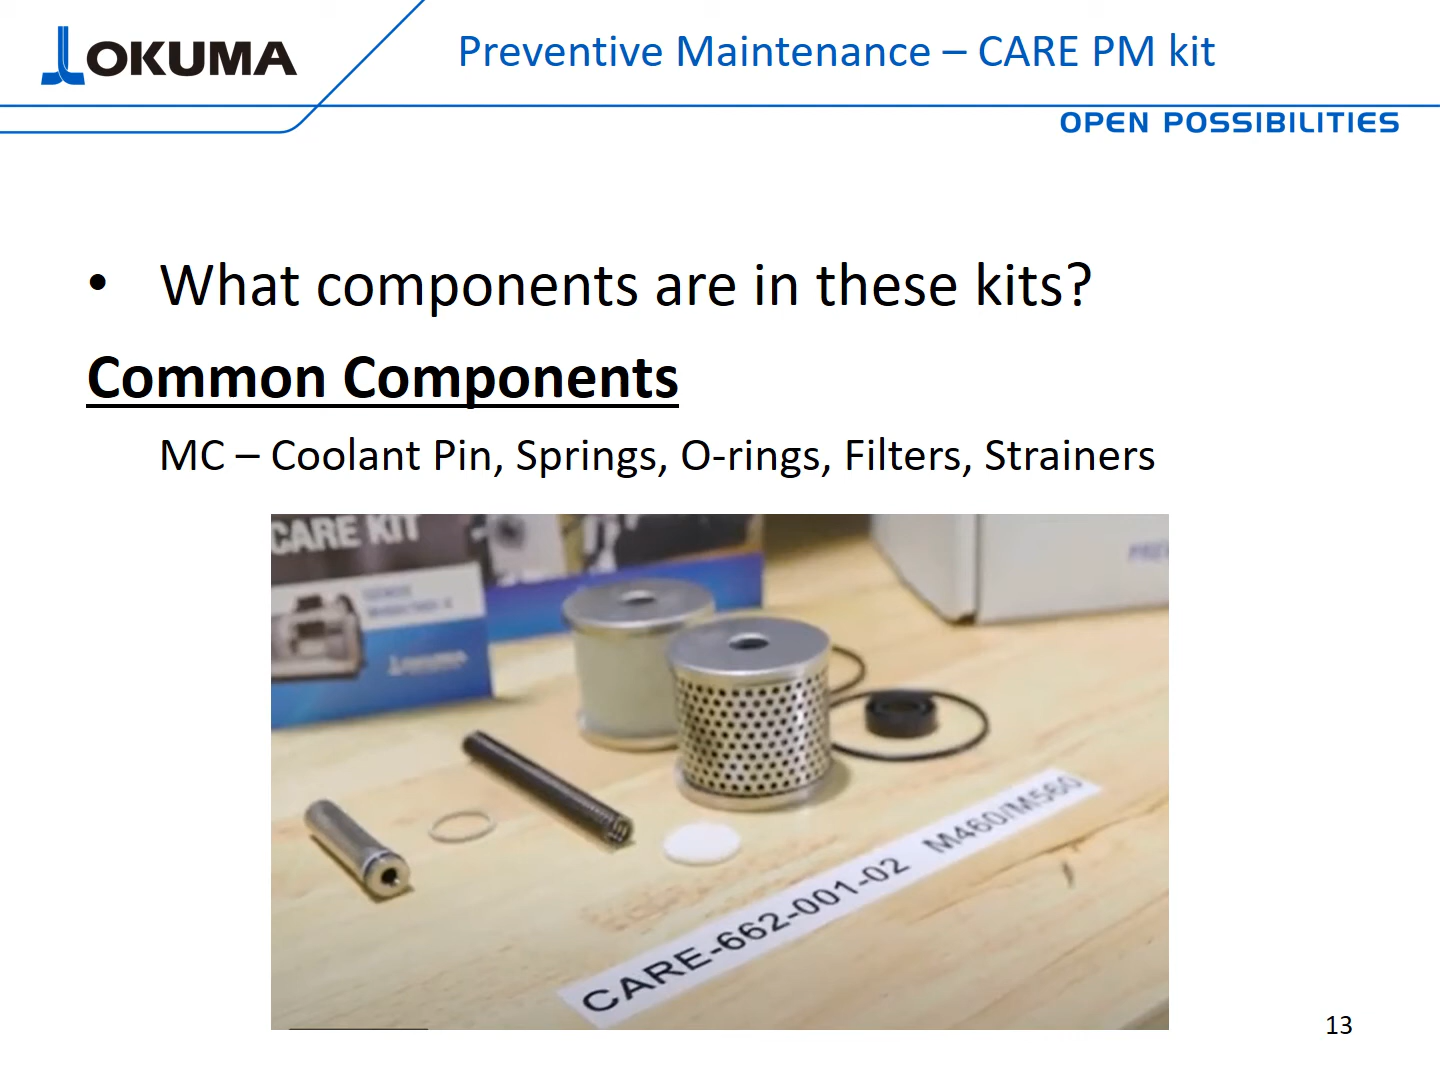 OKUMA
Preventive Maintenance – CARE PM kit
OPEN POSSIBILITIES
• What components are in these kits?
Common Components
MC – Coolant Pin, Springs, O-rings, Filters, Strainers
CARE KIT
OKUMA
CARE-662-001-02 M460/M560
13